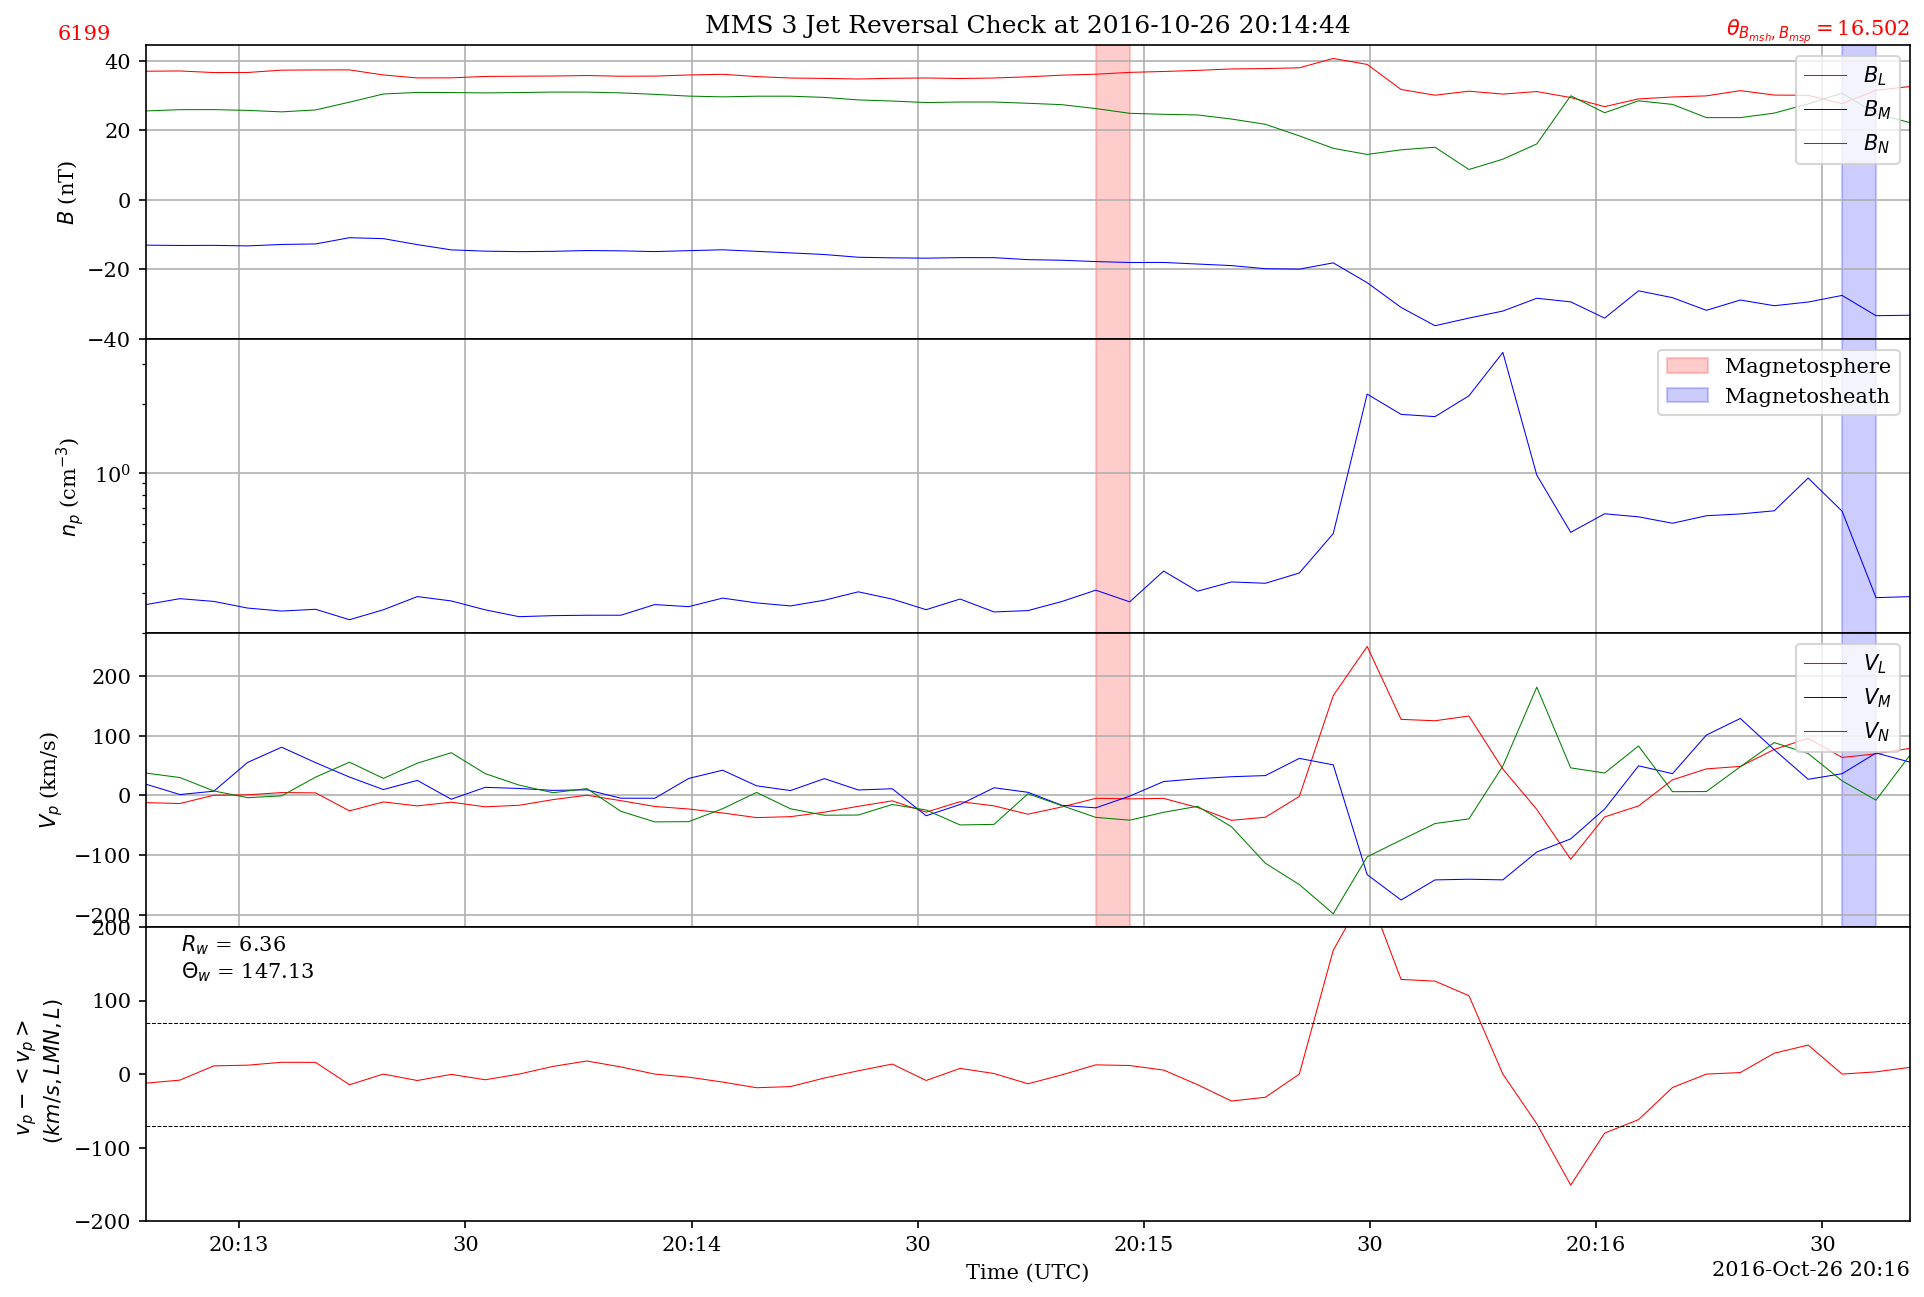 MMS 3 Jet Reversal Check at 2016-10-26 20:14:44
6199
θ_{B_{msh}, B_{msp}} = 16.502
40
20
0
−20
−40
B (nT)
B_L
B_M
B_N
10^0
n_p (cm^{−3})
Magnetosphere
Magnetosheath
200
100
0
−100
−200
V_p (km/s)
V_L
V_M
V_N
200
100
0
−100
−200
v_p − < v_p >
(km/s, LMN, L)
R_w = 6.36
Θ_w = 147.13
20:13
30
20:14
30
20:15
30
20:16
30
Time (UTC)
2016-Oct-26 20:16